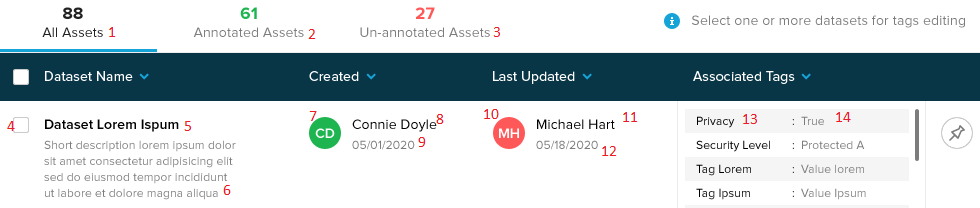 88
All Assets 1
61
Annotated Assets 2
27
Un-annotated Assets 3
Select one or more datasets for tags editing
Dataset Name
Created
Last Updated
Associated Tags
4
Dataset Lorem Ispum 5
Short description lorem ipsum dolor
sit amet consectetur adipisicing elit
sed do eiusmod tempor incididunt
ut labore et dolore magna aliqua 6
7
CD
Connie Doyle 8
05/01/2020 9
10
MH
Michael Hart 11
05/18/2020 12
Privacy 13 : True 14
Security Level : Protected A
Tag Lorem : Value lorem
Tag Ipsum : Value Ipsum